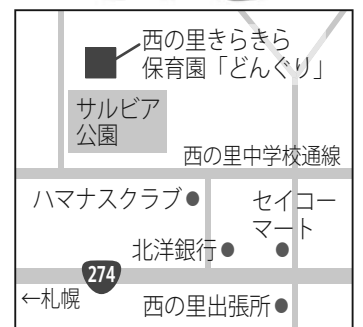 西の里きらきら
保育園「どんぐり」
サルビア
公園
西の里中学校通線
ハマナスクラブ
セイコー
マート
北洋銀行
274
←札幌
西の里出張所